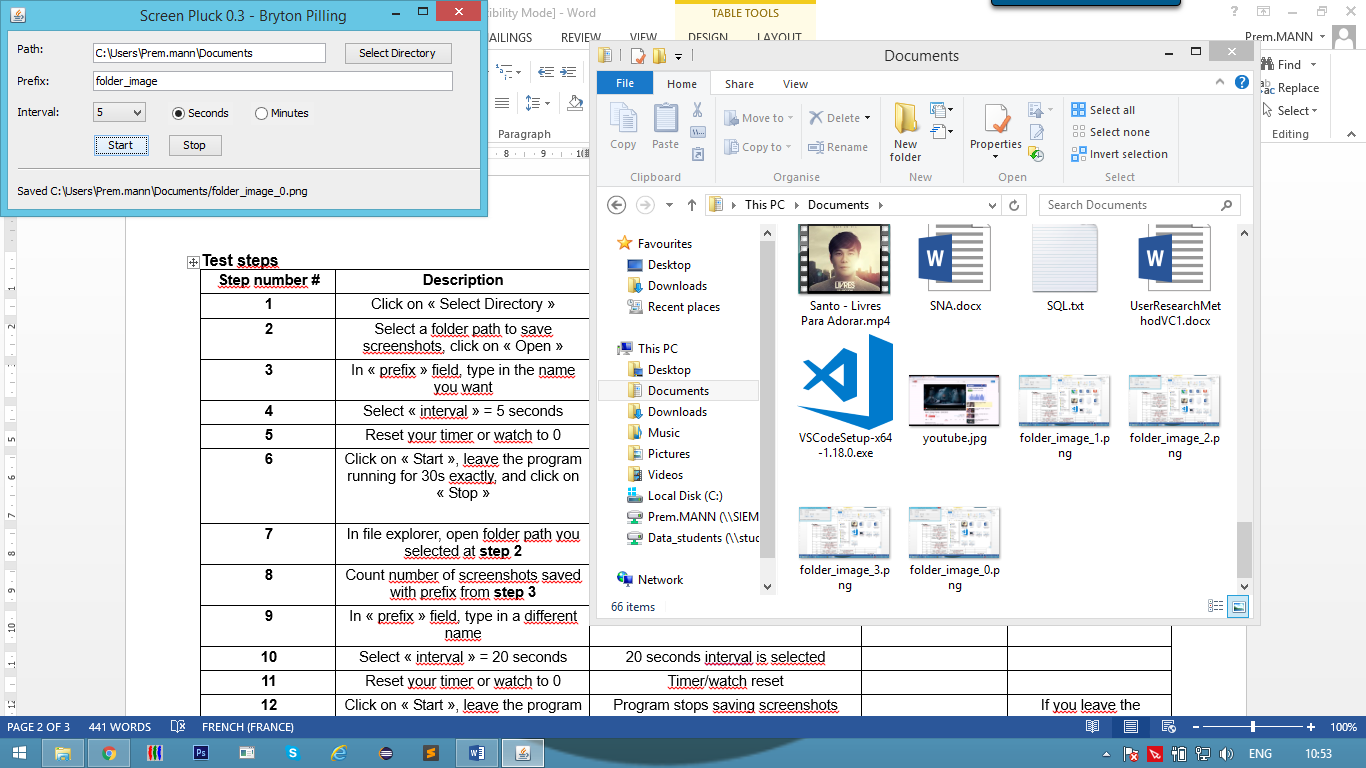 Screen Pluck 0.3 - Bryton Pilling
Path:
C:\Users\Prem.mann\Documents
Select Directory
Prefix:
folder_image
Interval:
5
Seconds
Minutes
Start
Stop
Saved C:\Users\Prem.mann\Documents/folder_image_0.png
tibility Mode] - Word
TABLE TOOLS
AILINGS
REVIEW
VIEW
DESIGN
LAYOUT
Prem.MANN
Paragraph
Find
Replace
Select
Editing
Documents
File
Home
Share
View
Copy
Paste
Clipboard
Move to
Copy to
Delete
Rename
Organise
New
folder
New
Properties
Open
Select all
Select none
Invert selection
Select
This PC
Documents
Search Documents
Favourites
Desktop
Downloads
Recent places
This PC
Desktop
Documents
Downloads
Music
Pictures
Videos
Local Disk (C:)
Prem.MANN (\\SIEM
Data_students (\\stud
Network
LIVRES
Santo - Livres
Para Adorar.mp4
SNA.docx
SQL.txt
UserResearchMet
hodVC1.docx
VSCodeSetup-x64
-1.18.0.exe
youtube.jpg
folder_image_1.p
ng
folder_image_2.p
ng
folder_image_3.p
ng
folder_image_0.p
ng
66 items
Test steps
Step number # Description
1 Click on « Select Directory »
2 Select a folder path to save
screenshots, click on « Open »
3 In « prefix » field, type in the name
you want
4 Select « interval » = 5 seconds
5 Reset your timer or watch to 0
6 Click on « Start », leave the program
running for 30s exactly, and click on
« Stop »
7 In file explorer, open folder path you
selected at step 2
8 Count number of screenshots saved
with prefix from step 3
9 In « prefix » field, type in a different
name
10 Select « interval » = 20 seconds 20 seconds interval is selected
11 Reset your timer or watch to 0 Timer/watch reset
12 Click on « Start », leave the program Program stops saving screenshots If you leave the
PAGE 2 OF 3
441 WORDS
FRENCH (FRANCE)
100%
ENG
10:53